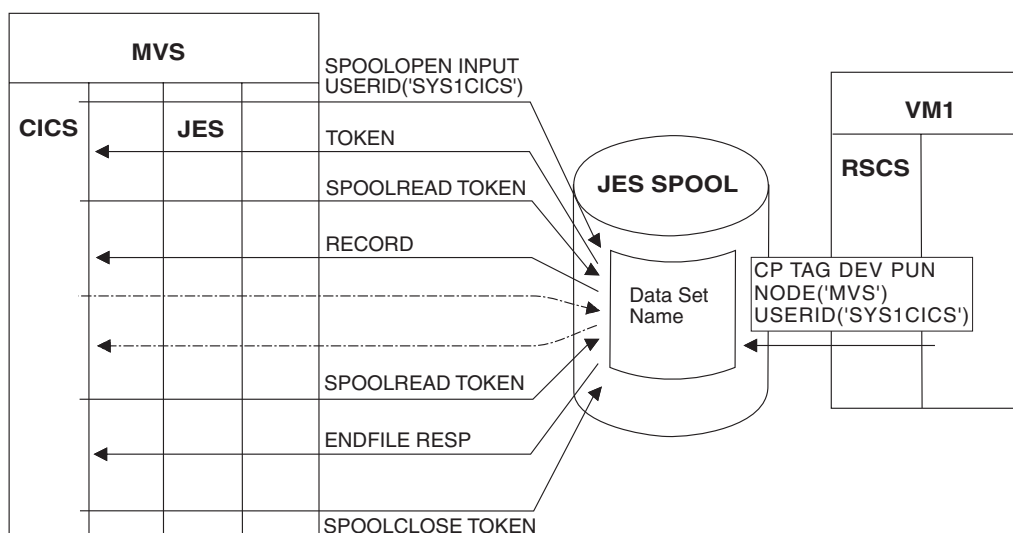 MVS
CICS
JES
SPOOLOPEN INPUT
USERID('SYS1CICS')
TOKEN
SPOOLREAD TOKEN
RECORD
SPOOLREAD TOKEN
ENDFILE RESP
SPOOLCLOSE TOKEN
JES SPOOL
Data Set
Name
VM1
RSCS
CP TAG DEV PUN
NODE('MVS')
USERID('SYS1CICS')